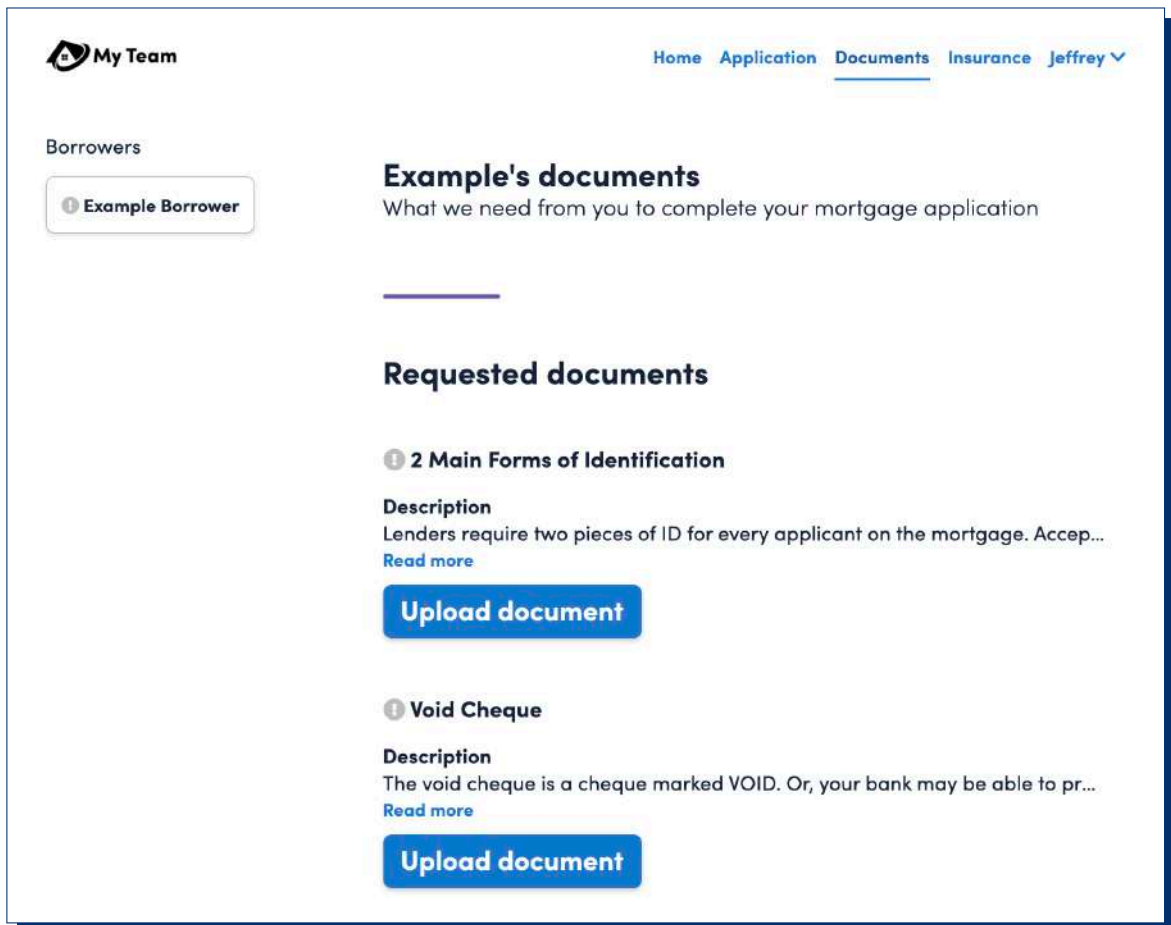 My Team
Home Application Documents Insurance Jeffrey
Borrowers
Example Borrower
Example's documents
What we need from you to complete your mortgage application
Requested documents
2 Main Forms of Identification
Description
Lenders require two pieces of ID for every applicant on the mortgage. Accep...
Read more
Upload document
Void Cheque
Description
The void cheque is a cheque marked VOID. Or, your bank may be able to pr...
Read more
Upload document